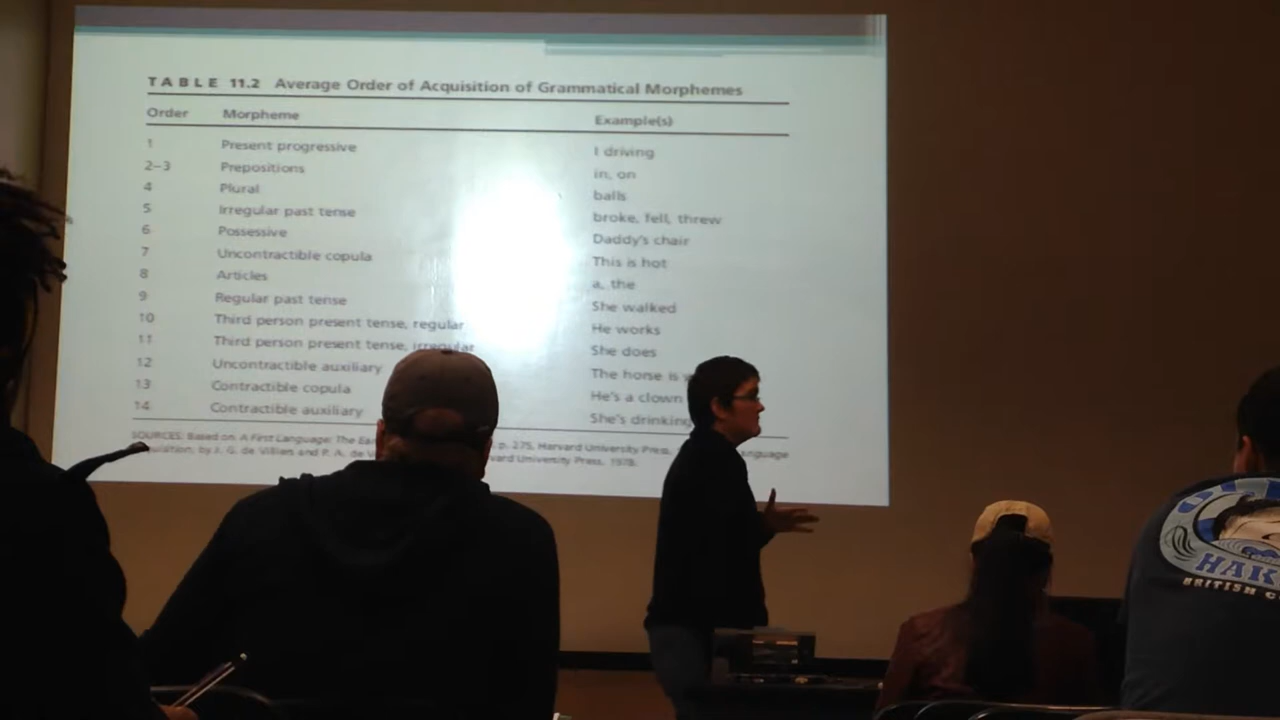 TABLE 11.2 Average Order of Acquisition of Grammatical Morphemes
Order Morpheme Example(s)
1 Present progressive I driving
2–3 Prepositions in, on
4 Plural balls
5 Irregular past tense broke, fell, threw
6 Possessive Daddy's chair
7 Uncontractible copula This is hot
8 Articles a, the
9 Regular past tense She walked
10 Third person present tense, regular He works
11 Third person present tense, irregular She does
12 Uncontractible auxiliary The horse is
13 Contractible copula He's a clown
14 Contractible auxiliary She's drinking
SOURCES: Based on A First Language: The p. 275, Harvard University Press.
by J. G. de Villiers and P. A. de University Press, 1978.
HAK
BRITISH